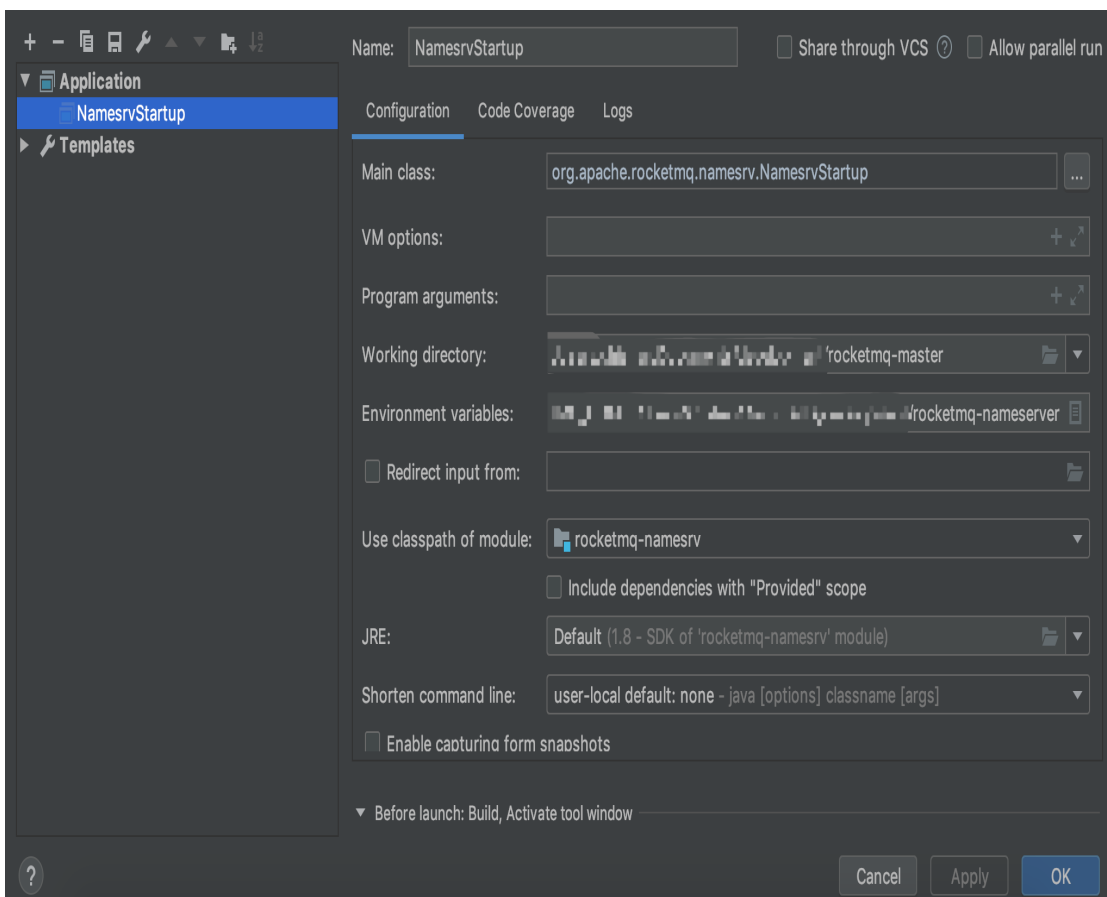 Name: NamesrvStartup Share through VCS ? Allow parallel run
Application
NamesrvStartup
Templates
Configuration Code Coverage Logs
Main class: org.apache.rocketmq.namesrv.NamesrvStartup ...
VM options:
Program arguments:
Working directory: /rocketmq-master
Environment variables: /rocketmq-nameserver
Redirect input from:
Use classpath of module: rocketmq-namesrv
Include dependencies with "Provided" scope
JRE: Default (1.8 - SDK of 'rocketmq-namesrv' module)
Shorten command line: user-local default: none - java [options] classname [args]
Enable capturing form snapshots
Before launch: Build, Activate tool window
? Cancel Apply OK